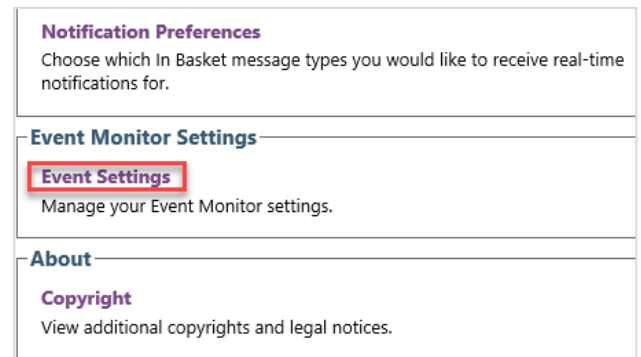 Notification Preferences
Choose which In Basket message types you would like to receive real-time
notifications for.
Event Monitor Settings
Event Settings
Manage your Event Monitor settings.
About
Copyright
View additional copyrights and legal notices.